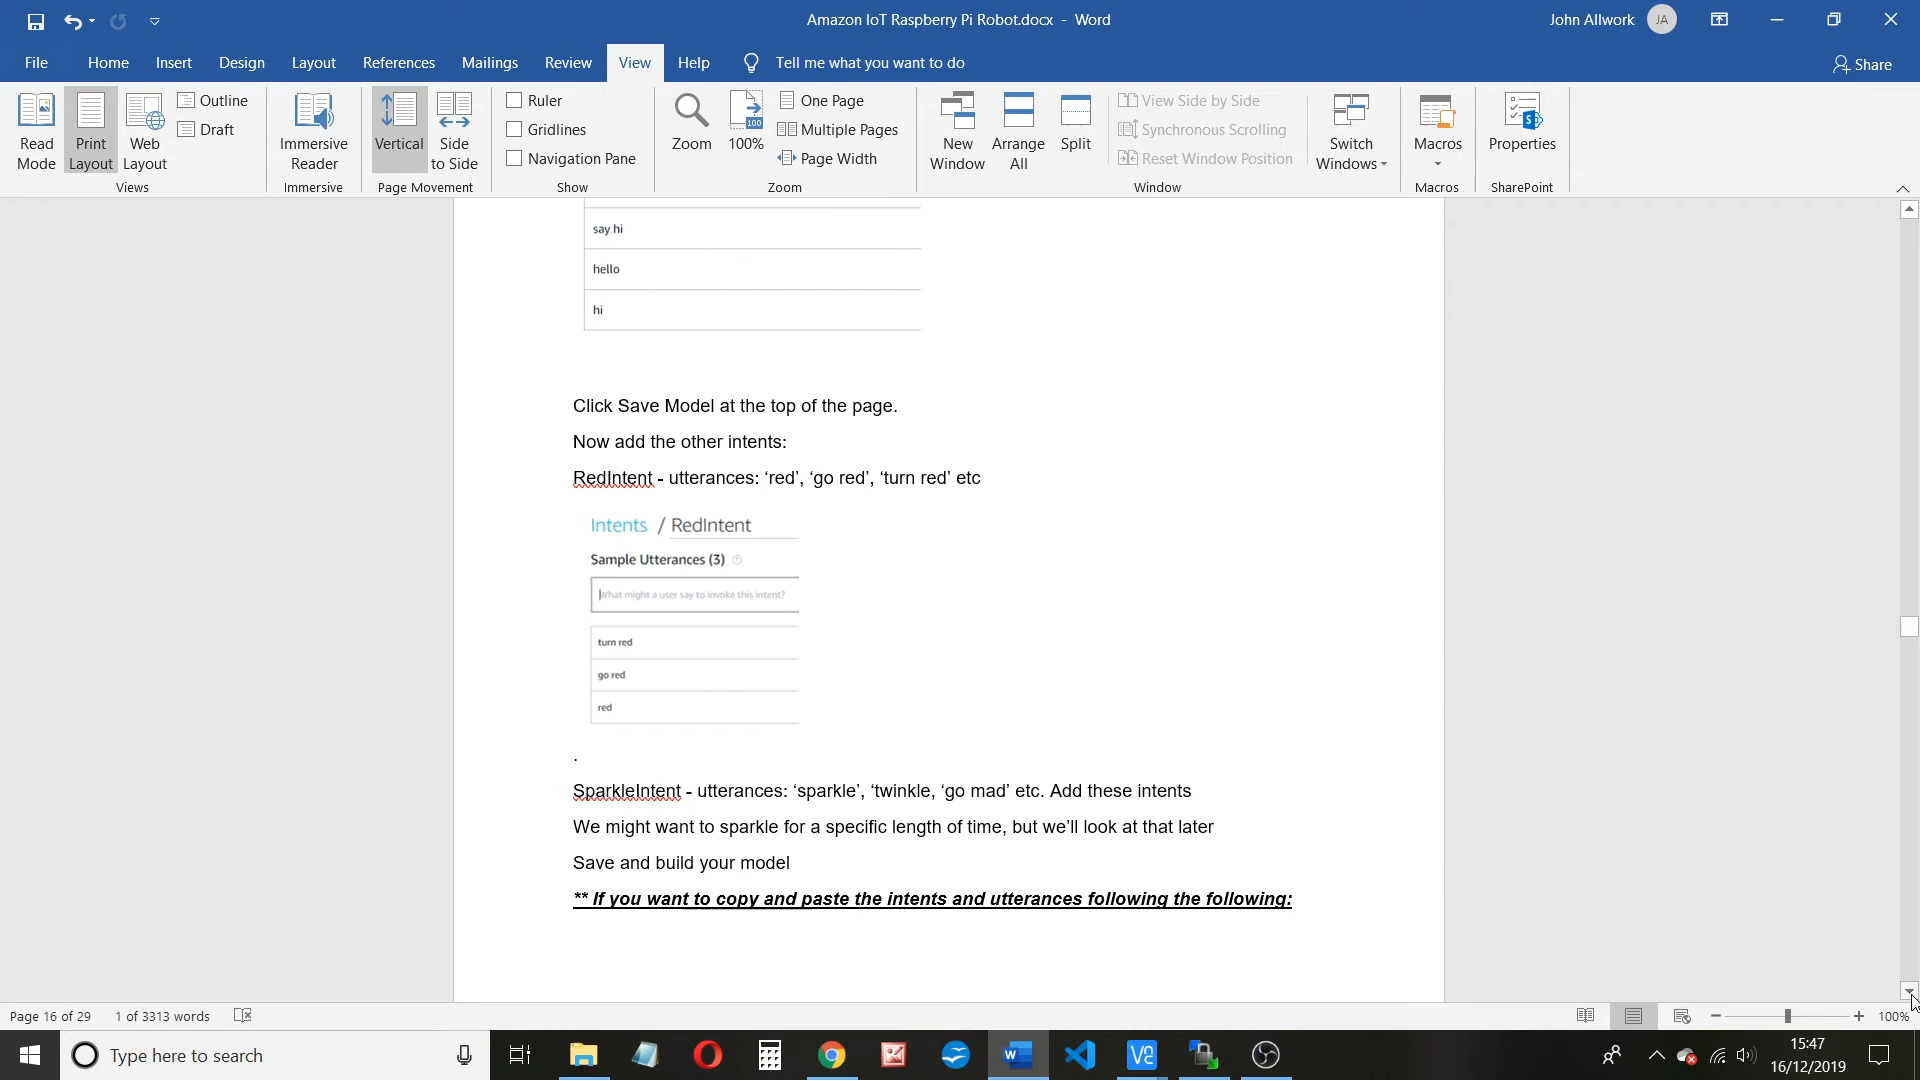 Amazon IoT Raspberry Pi Robot.docx - Word
John Allwork
JA
File
Home
Insert
Design
Layout
References
Mailings
Review
View
Help
Tell me what you want to do
Share
Read Mode
Print Layout
Web Layout
Outline
Draft
Views
Immersive Reader
Immersive
Vertical
Side to Side
Page Movement
Ruler
Gridlines
Navigation Pane
Show
Zoom
100
100%
One Page
Multiple Pages
Page Width
Zoom
New Window
Arrange All
Split
View Side by Side
Synchronous Scrolling
Reset Window Position
Window
Switch Windows
Macros
Macros
Properties
SharePoint
say hi
hello
hi
Click Save Model at the top of the page.
Now add the other intents:
RedIntent - utterances: ‘red’, ‘go red’, ‘turn red’ etc
Intents / RedIntent
Sample Utterances (3)
What might a user say to invoke this intent?
turn red
go red
red
.
SparkleIntent - utterances: ‘sparkle’, ‘twinkle, ‘go mad’ etc. Add these intents
We might want to sparkle for a specific length of time, but we’ll look at that later
Save and build your model
** If you want to copy and paste the intents and utterances following the following:
Page 16 of 29
1 of 3313 words
100%
Type here to search
15:47
16/12/2019